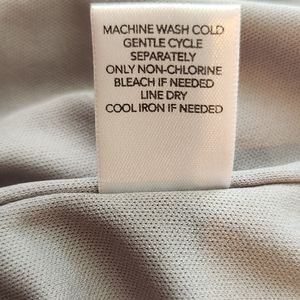 MACHINE WASH COLD
GENTLE CYCLE
SEPARATELY
ONLY NON-CHLORINE
BLEACH IF NEEDED
LINE DRY
COOL IRON IF NEEDED